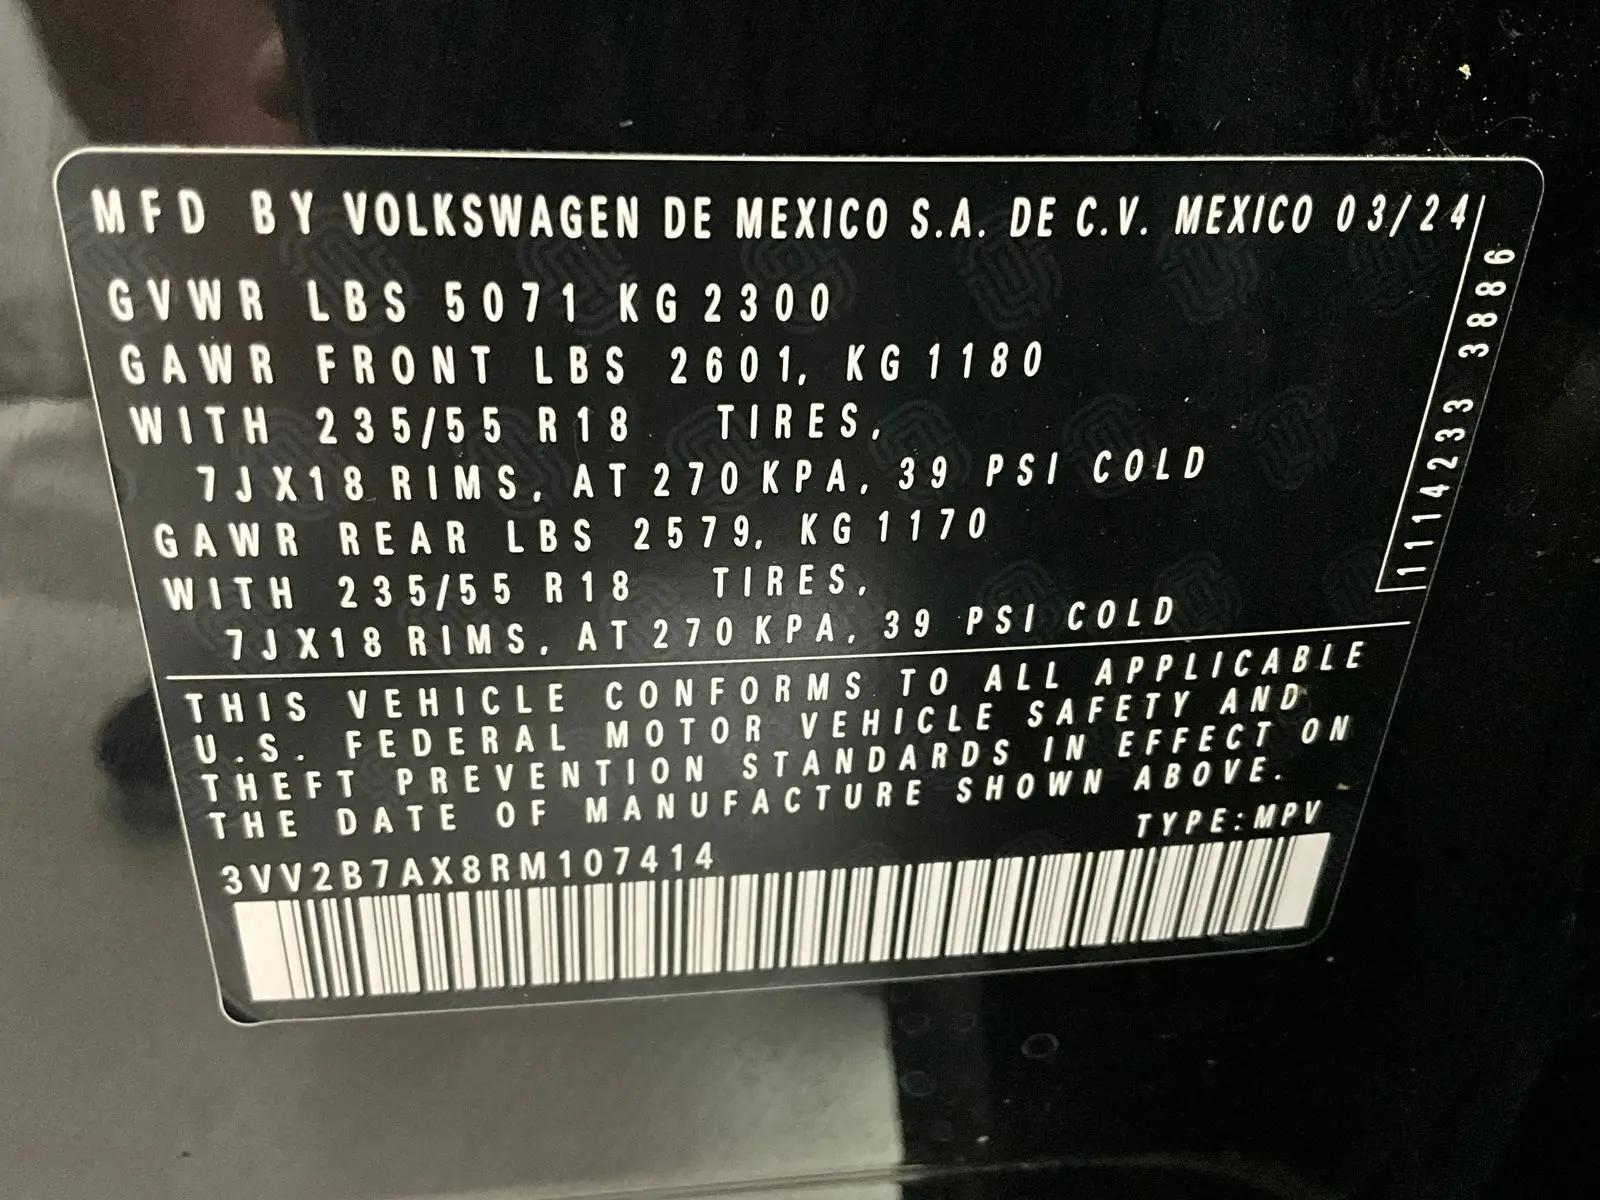 MFD BY VOLKSWAGEN DE MEXICO S.A. DE C.V. MEXICO 03/24
GVWR LBS 5071 KG 2300
GAWR FRONT LBS 2601, KG 1180
WITH 235/55 R18 TIRES,
7JX18 RIMS, AT 270 KPA, 39 PSI COLD
GAWR REAR LBS 2579, KG 1170
WITH 235/55 R18 TIRES,
7JX18 RIMS, AT 270 KPA, 39 PSI COLD
1114233 3886
THIS VEHICLE CONFORMS TO ALL APPLICABLE
U.S. FEDERAL MOTOR VEHICLE SAFETY AND
THEFT PREVENTION STANDARDS IN EFFECT ON
THE DATE OF MANUFACTURE SHOWN ABOVE.
TYPE:MPV
3VV2B7AX8RM107414